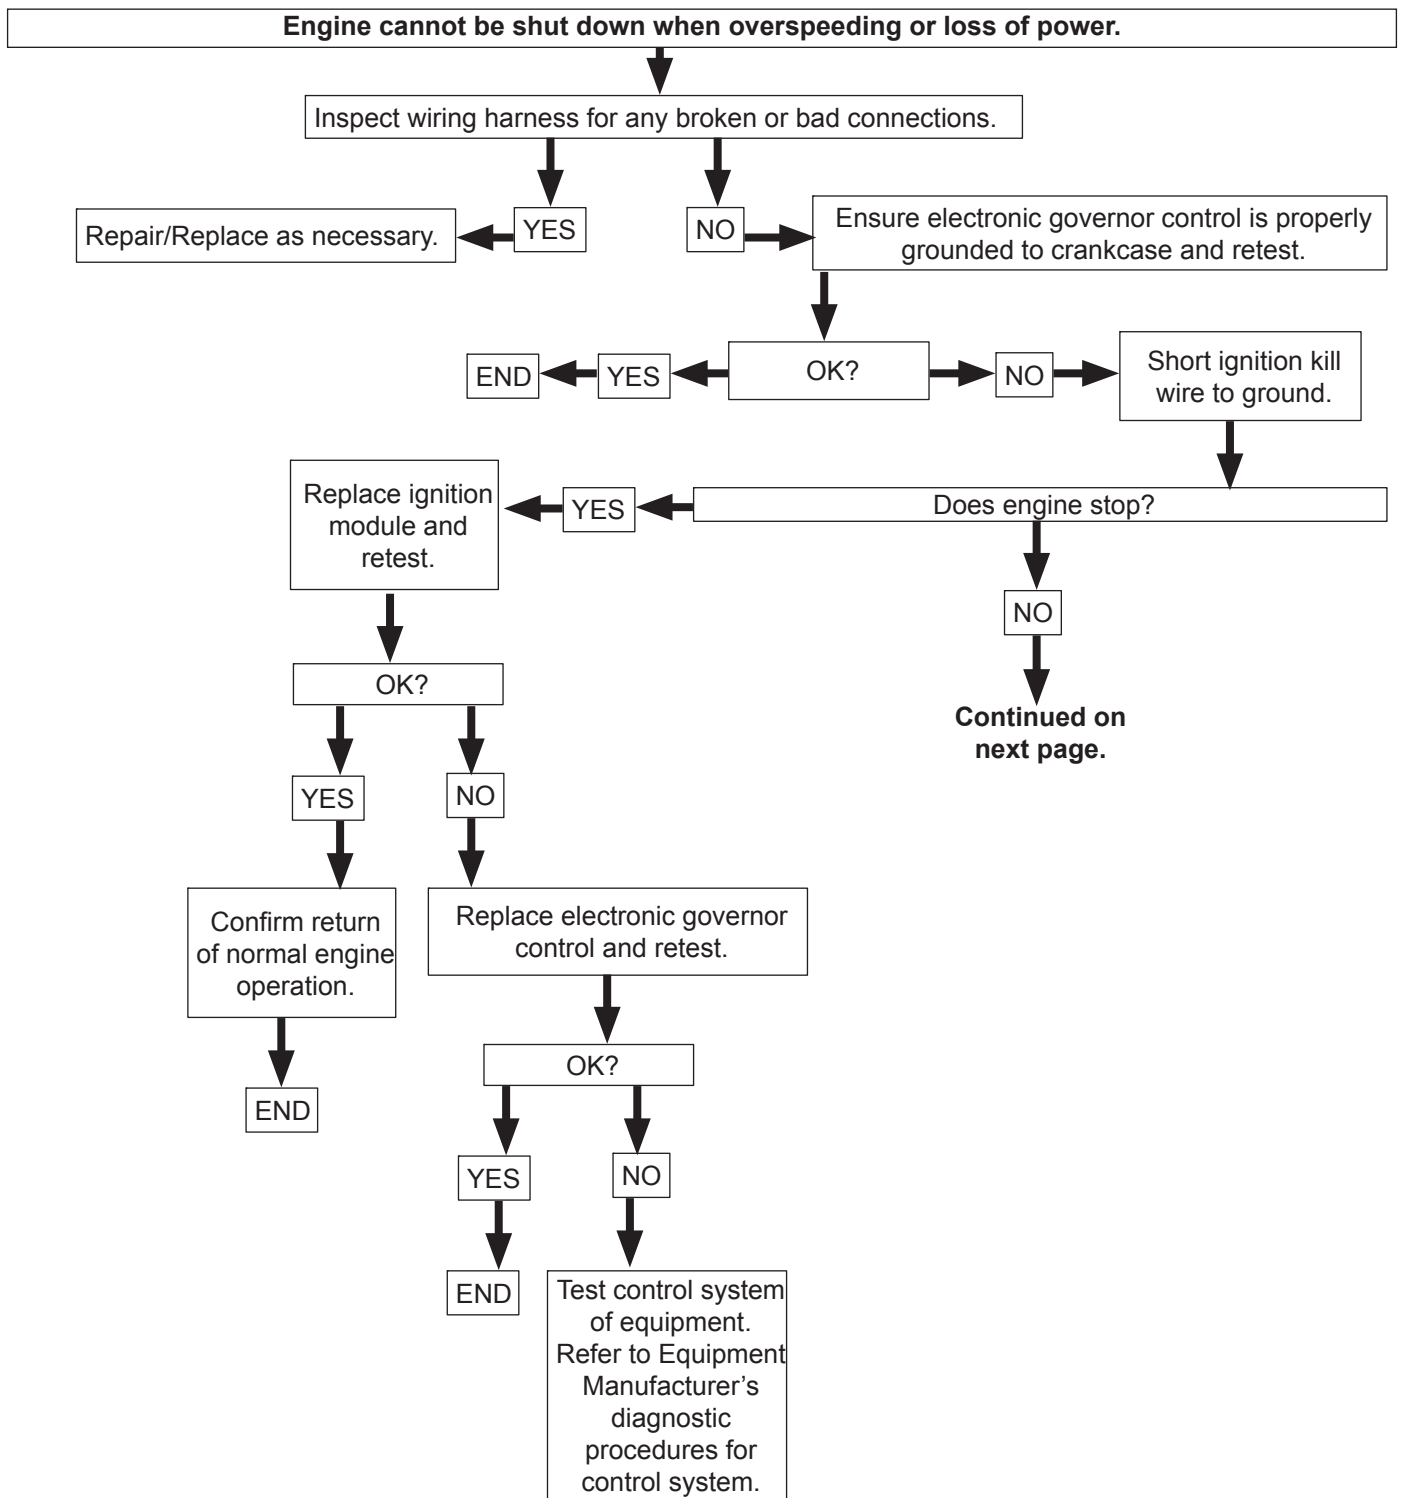 Engine cannot be shut down when overspeeding or loss of power.
Inspect wiring harness for any broken or bad connections.
Repair/Replace as necessary.
YES
NO
Ensure electronic governor control is properly
grounded to crankcase and retest.
END
YES
OK?
NO
Short ignition kill
wire to ground.
Replace ignition
module and
retest.
YES
Does engine stop?
NO
Continued on
next page.
OK?
YES
NO
Confirm return
of normal engine
operation.
END
Replace electronic governor
control and retest.
OK?
YES
NO
END
Test control system
of equipment.
Refer to Equipment
Manufacturer’s
diagnostic
procedures for
control system.